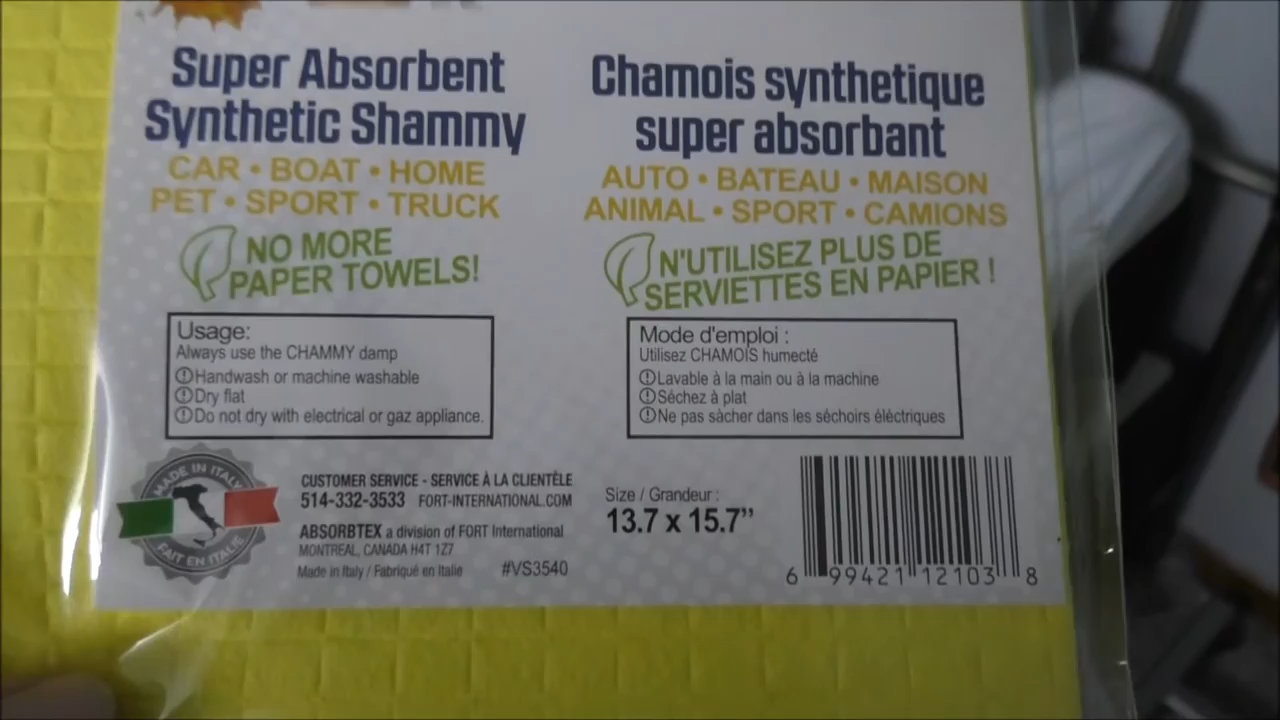 Super Absorbent
Synthetic Shammy
CAR • BOAT • HOME
PET • SPORT • TRUCK
NO MORE
PAPER TOWELS!
Usage:
Always use the CHAMMY damp
Handwash or machine washable
Dry flat
Do not dry with electrical or gaz appliance.
Chamois synthetique
super absorbant
AUTO • BATEAU • MAISON
ANIMAL • SPORT • CAMIONS
N'UTILISEZ PLUS DE
SERVIETTES EN PAPIER !
Mode d'emploi :
Utilisez CHAMOIS humecté
Lavable à la main ou à la machine
Séchez à plat
Ne pas sàcher dans les séchoirs éléctriques
MADE IN ITALY
FAIT EN ITALIE
CUSTOMER SERVICE - SERVICE À LA CLIENTÈLE
514-332-3533 FORT-INTERNATIONAL.COM
ABSORBTEX a division of FORT International
MONTREAL, CANADA H4T 1Z7
Made in Italy / Fabriqué en Italie #VS3540
Size / Grandeur :
13.7 x 15.7”
6 99421 12103 8